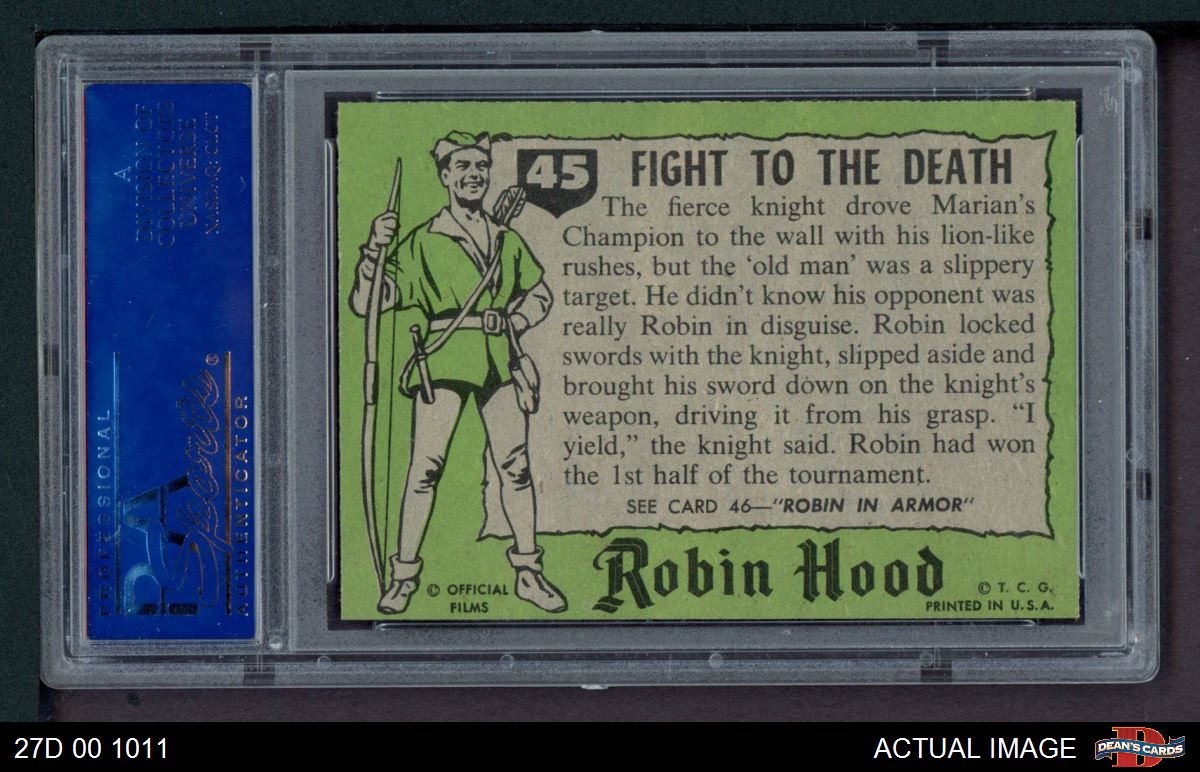 A
DIVISION OF
COLLECTORS
UNIVERSE
NASDAQ: CLCT
PROFESSIONAL
PSA
Sports®
AUTHENTICATOR
45 FIGHT TO THE DEATH
The fierce knight drove Marian's
Champion to the wall with his lion-like
rushes, but the 'old man' was a slippery
target. He didn't know his opponent was
really Robin in disguise. Robin locked
swords with the knight, slipped aside and
brought his sword down on the knight's
weapon, driving it from his grasp. "I
yield," the knight said. Robin had won
the 1st half of the tournament.
SEE CARD 46—"ROBIN IN ARMOR"
Robin Hood
© OFFICIAL
FILMS
© T. C. G.
PRINTED IN U.S.A.
27D 00 1011
ACTUAL IMAGE
D
DEAN'S CARDS